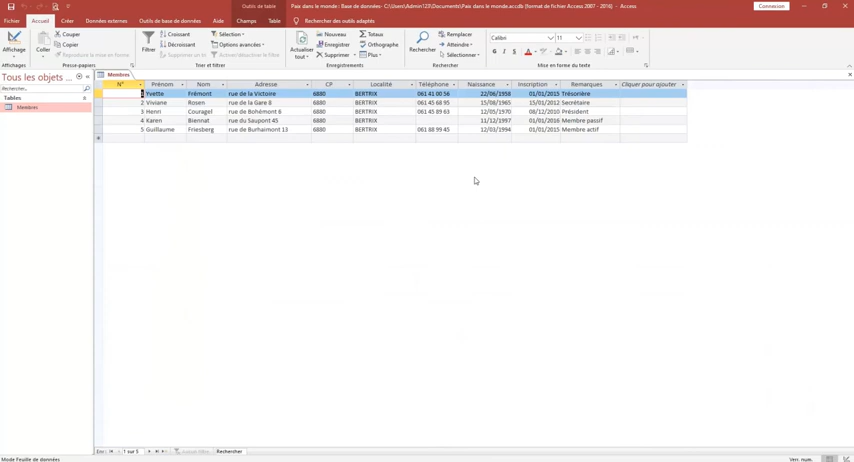 Outils de table
Paix dans le monde : Base de données- C:\Users\Admin123\Documents\Paix dans le monde.accdb (format de fichier Access 2007 - 2016) - Access
Connexion
Fichier Accueil Créer Données externes Outils de base de données Aide Champs Table Rechercher des outils adaptés
Affichage
Coller
Couper
Copier
Reproduire la mise en forme
Filtrer
Croissant
Décroissant
Supprimer un tri
Sélection
Options avancées
Activer/désactiver le filtre
Actualiser tout
Nouveau
Enregistrer
Supprimer
Totaux
Orthographe
Plus
Rechercher
Remplacer
Atteindre
Sélectionner
Calibri 11
G I S
Affichages Presse-papiers Trier et filtrer Enregistrements Rechercher Mise en forme du texte
Tous les objets ...
Rechercher...
Tables
Membres
Membres
N° Prénom Nom Adresse CP Localité Téléphone Naissance Inscription Remarques Cliquer pour ajouter
1 Yvette Frémont rue de la Victoire 6880 BERTRIX 061 41 00 56 22/06/1958 01/01/2015 Trésorière
2 Viviane Rosen rue de la Gare 8 6880 BERTRIX 061 45 68 95 15/08/1965 15/01/2012 Secrétaire
3 Henri Couragel rue de Bohémont 6 6880 BERTRIX 061 45 89 63 12/05/1970 08/12/2010 Président
4 Karen Biennat rue du Saupont 45 6880 BERTRIX 11/12/1997 01/01/2016 Membre passif
5 Guillaume Friesberg rue de Burhaimont 13 6880 BERTRIX 061 88 99 45 12/03/1994 01/01/2015 Membre actif
Enr : 1 sur 5 Aucun filtre Rechercher
Mode Feuille de données
Verr. num.